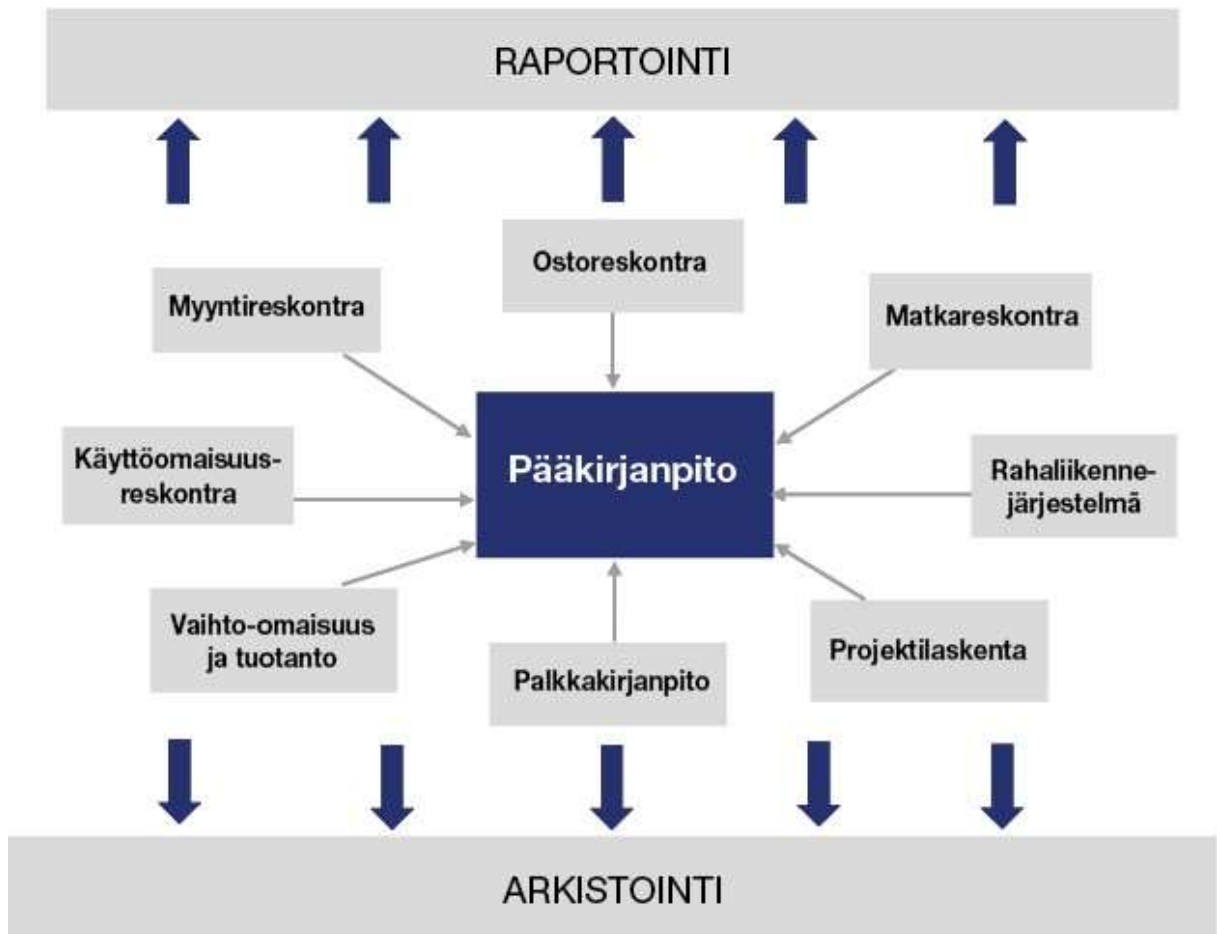 RAPORTOINTI
Ostoreskontra
Myyntireskontra
Matkareskontra
Käyttöomaisuus-
reskontra
Pääkirjanpito
Rahaliikenne-
järjestelmä
Vaihto-omaisuus
ja tuotanto
Palkkakirjanpito
Projektilaskenta
ARKISTOINTI